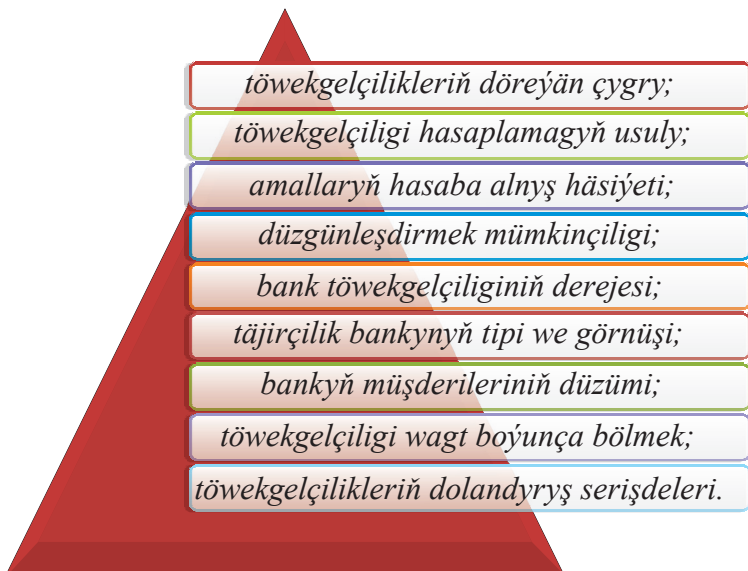 töwekgelçilikleriň döreýän çygry;
töwekgelçiligi hasaplamagyň usuly;
amallaryň hasaba alnyş häsiýeti;
düzgünleşdirmek mümkinçiligi;
bank töwekgelçiliginiň derejesi;
täjirçilik bankynyň tipi we görnüşi;
bankyň müşderileriniň düzümi;
töwekgelçiligi wagt boýunça bölmek;
töwekgelçilikleriň dolandyryş serişdeleri.